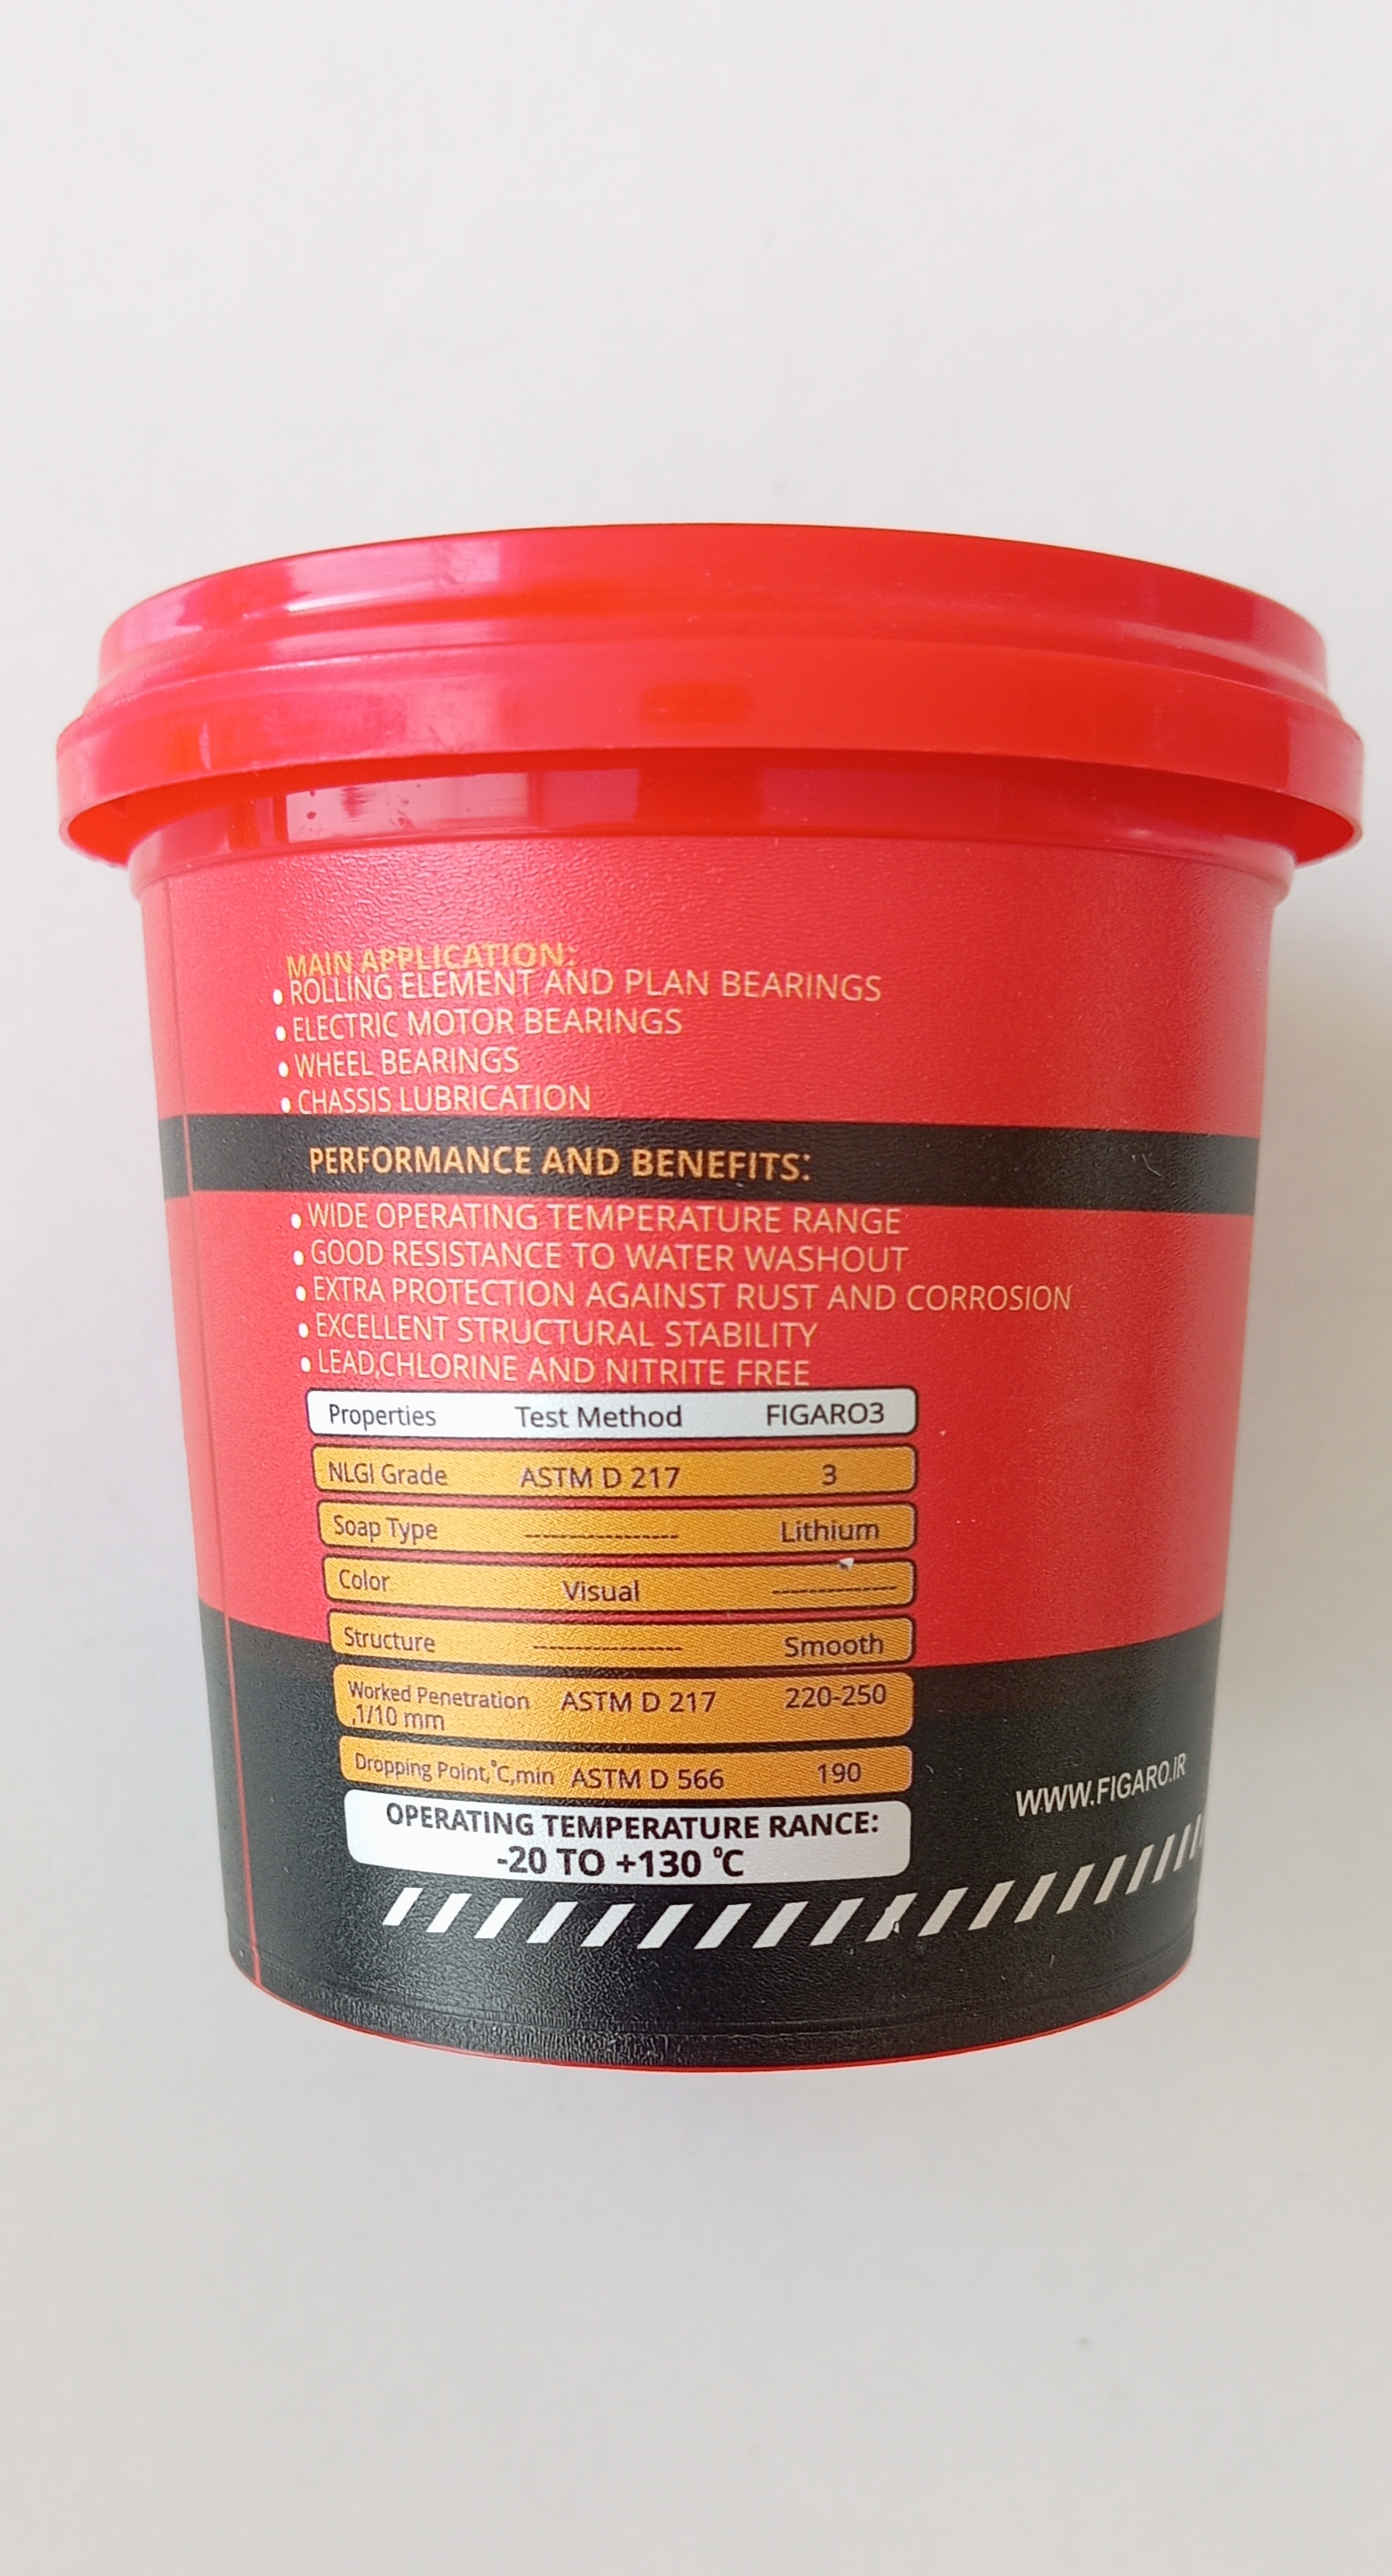 MAIN APPLICATION:
• ROLLING ELEMENT AND PLAN BEARINGS
• ELECTRIC MOTOR BEARINGS
• WHEEL BEARINGS
• CHASSIS LUBRICATION
PERFORMANCE AND BENEFITS:
• WIDE OPERATING TEMPERATURE RANGE
• GOOD RESISTANCE TO WATER WASHOUT
• EXTRA PROTECTION AGAINST RUST AND CORROSION
• EXCELLENT STRUCTURAL STABILITY
• LEAD,CHLORINE AND NITRITE FREE
Properties Test Method FIGARO3
NLGI Grade ASTM D 217 3
Soap Type ----------------- Lithium
Color Visual --------------
Structure ----------------- Smooth
Worked Penetration ASTM D 217 220-250
,1/10 mm
Dropping Point,°C,min ASTM D 566 190
OPERATING TEMPERATURE RANCE:
-20 TO +130 °C
WWW.FIGARO.IR